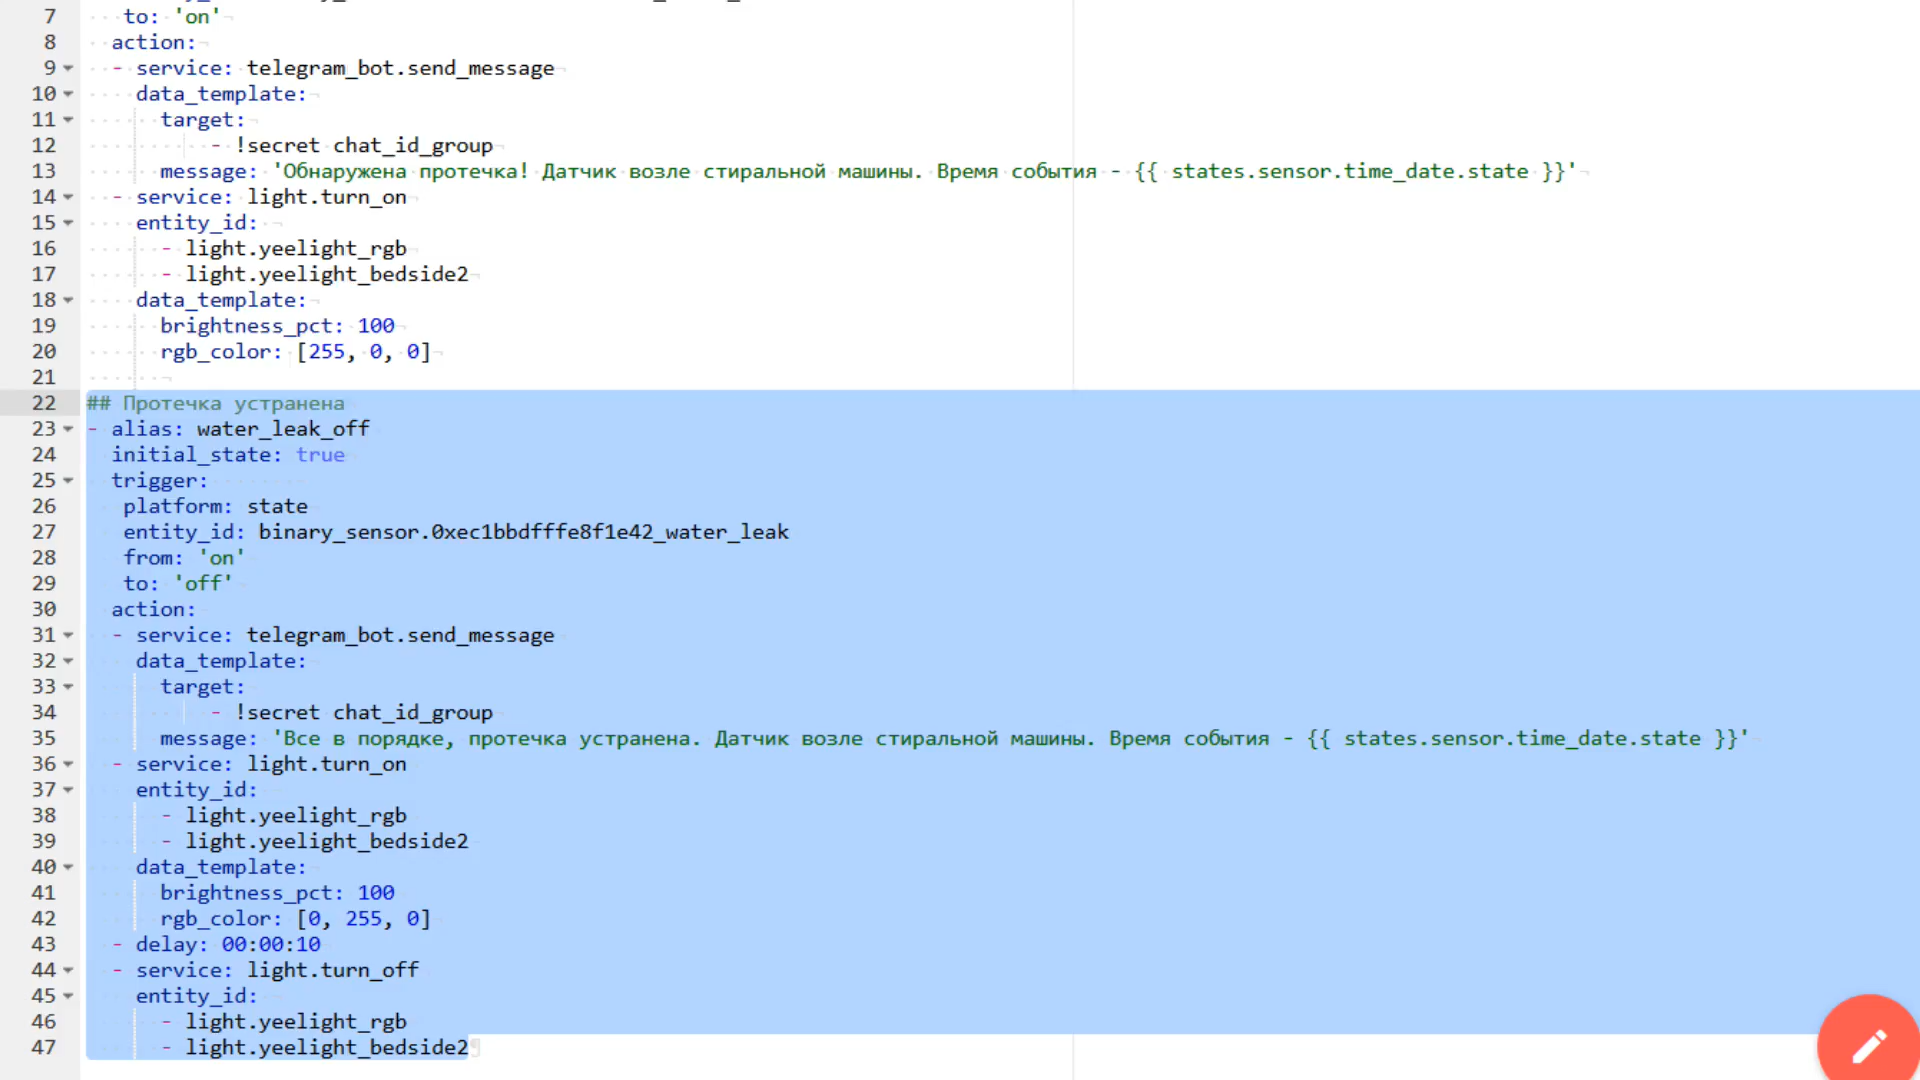 7 to: 'on'
8 action:
9 - service: telegram_bot.send_message
10 data_template:
11 target:
12 - !secret chat_id_group
13 message: 'Обнаружена протечка! Датчик возле стиральной машины. Время события - {{ states.sensor.time_date.state }}'
14 - service: light.turn_on
15 entity_id:
16 - light.yeelight_rgb
17 - light.yeelight_bedside2
18 data_template:
19 brightness_pct: 100
20 rgb_color: [255, 0, 0]
21
22 ## Протечка устранена
23 - alias: water_leak_off
24 initial_state: true
25 trigger:
26 platform: state
27 entity_id: binary_sensor.0xec1bbdfffe8f1e42_water_leak
28 from: 'on'
29 to: 'off'
30 action:
31 - service: telegram_bot.send_message
32 data_template:
33 target:
34 - !secret chat_id_group
35 message: 'Все в порядке, протечка устранена. Датчик возле стиральной машины. Время события - {{ states.sensor.time_date.state }}'
36 - service: light.turn_on
37 entity_id:
38 - light.yeelight_rgb
39 - light.yeelight_bedside2
40 data_template:
41 brightness_pct: 100
42 rgb_color: [0, 255, 0]
43 - delay: 00:00:10
44 - service: light.turn_off
45 entity_id:
46 - light.yeelight_rgb
47 - light.yeelight_bedside2